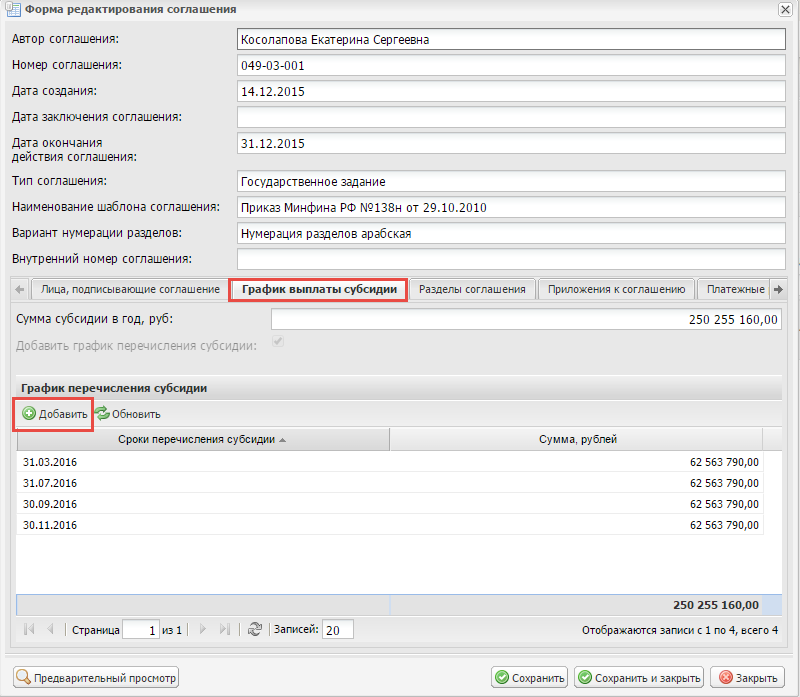 Форма редактирования соглашения
Автор соглашения: Косолапова Екатерина Сергеевна
Номер соглашения: 049-03-001
Дата создания: 14.12.2015
Дата заключения соглашения:
Дата окончания
действия соглашения: 31.12.2015
Тип соглашения: Государственное задание
Наименование шаблона соглашения: Приказ Минфина РФ №138н от 29.10.2010
Вариант нумерации разделов: Нумерация разделов арабская
Внутренний номер соглашения:
Лица, подписывающие соглашение График выплаты субсидии Разделы соглашения Приложения к соглашению Платежные
Сумма субсидии в год, руб: 250 255 160,00
Добавить график перечисления субсидии:
График перечисления субсидии
Добавить Обновить
Сроки перечисления субсидии Сумма, рублей
31.03.2016 62 563 790,00
31.07.2016 62 563 790,00
30.09.2016 62 563 790,00
30.11.2016 62 563 790,00
250 255 160,00
Страница 1 из 1 Записей: 20 Отображаются записи с 1 по 4, всего 4
Предварительный просмотр Сохранить Сохранить и закрыть Закрыть